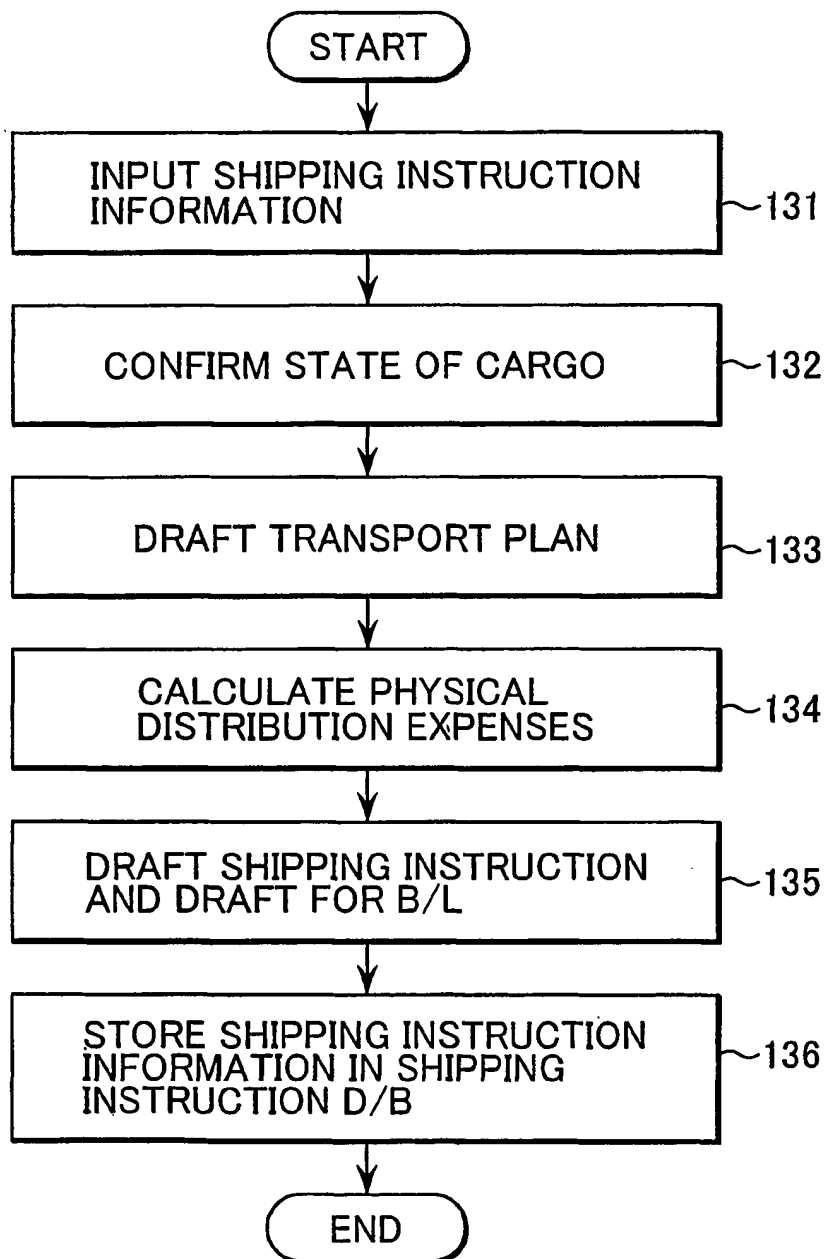 START
INPUT SHIPPING INSTRUCTION
INFORMATION
131
CONFIRM STATE OF CARGO
132
DRAFT TRANSPORT PLAN
133
CALCULATE PHYSICAL
DISTRIBUTION EXPENSES
134
DRAFT SHIPPING INSTRUCTION
AND DRAFT FOR B/L
135
STORE SHIPPING INSTRUCTION
INFORMATION IN SHIPPING
INSTRUCTION D/B
136
END